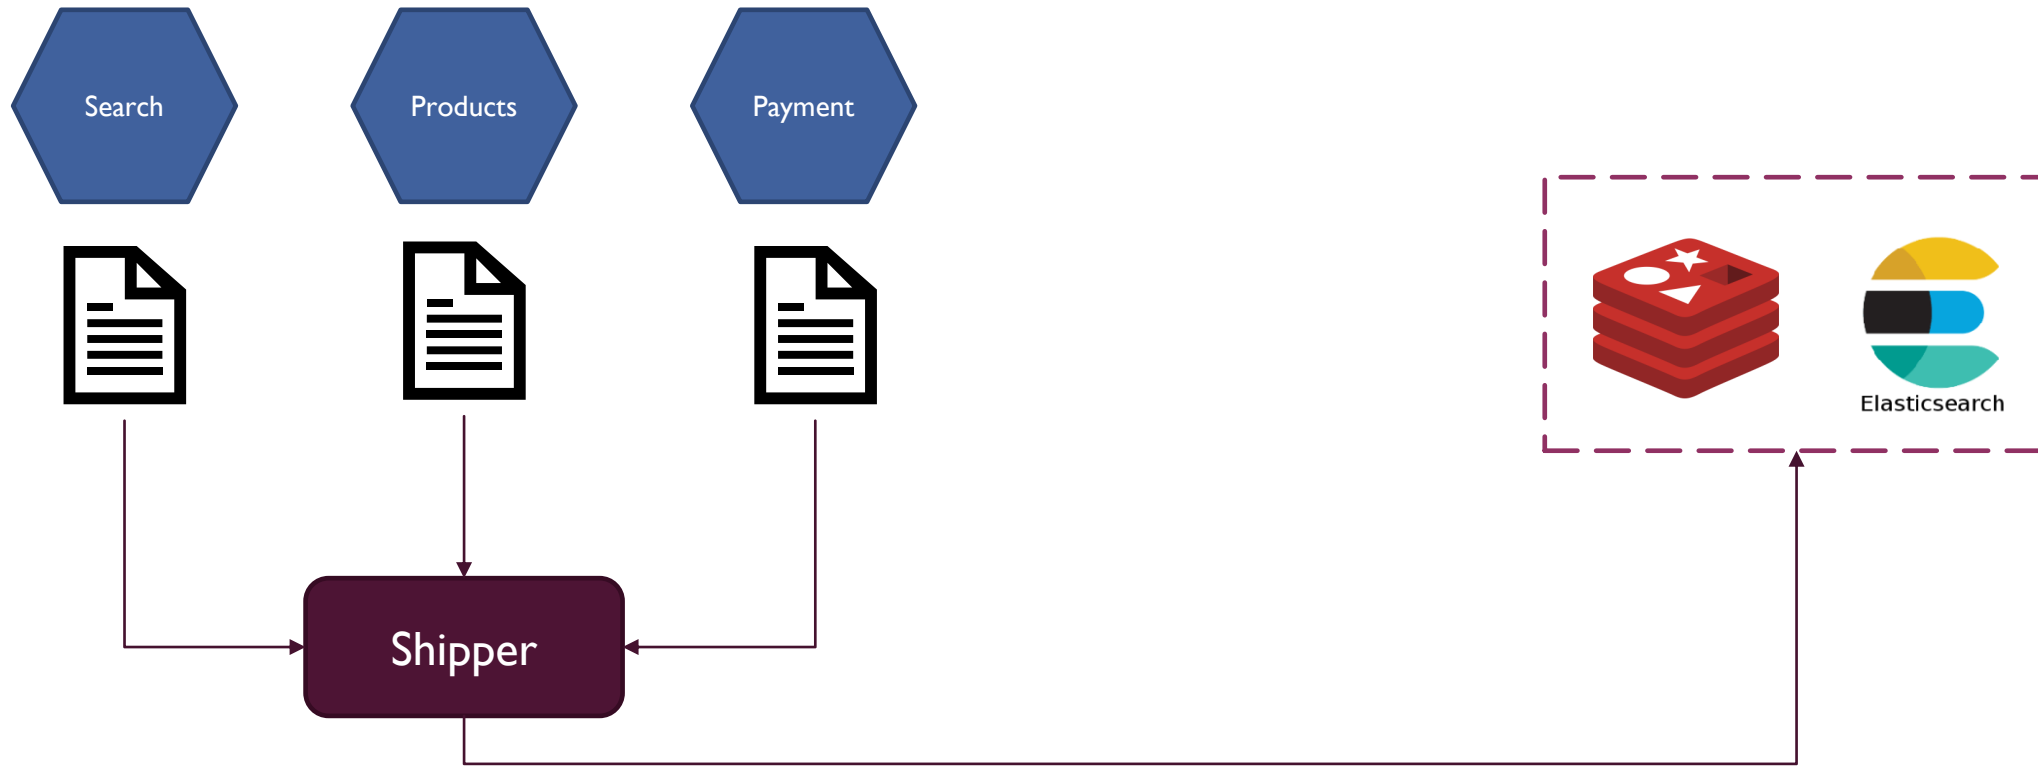 Search
Products
Payment
Elasticsearch
Shipper